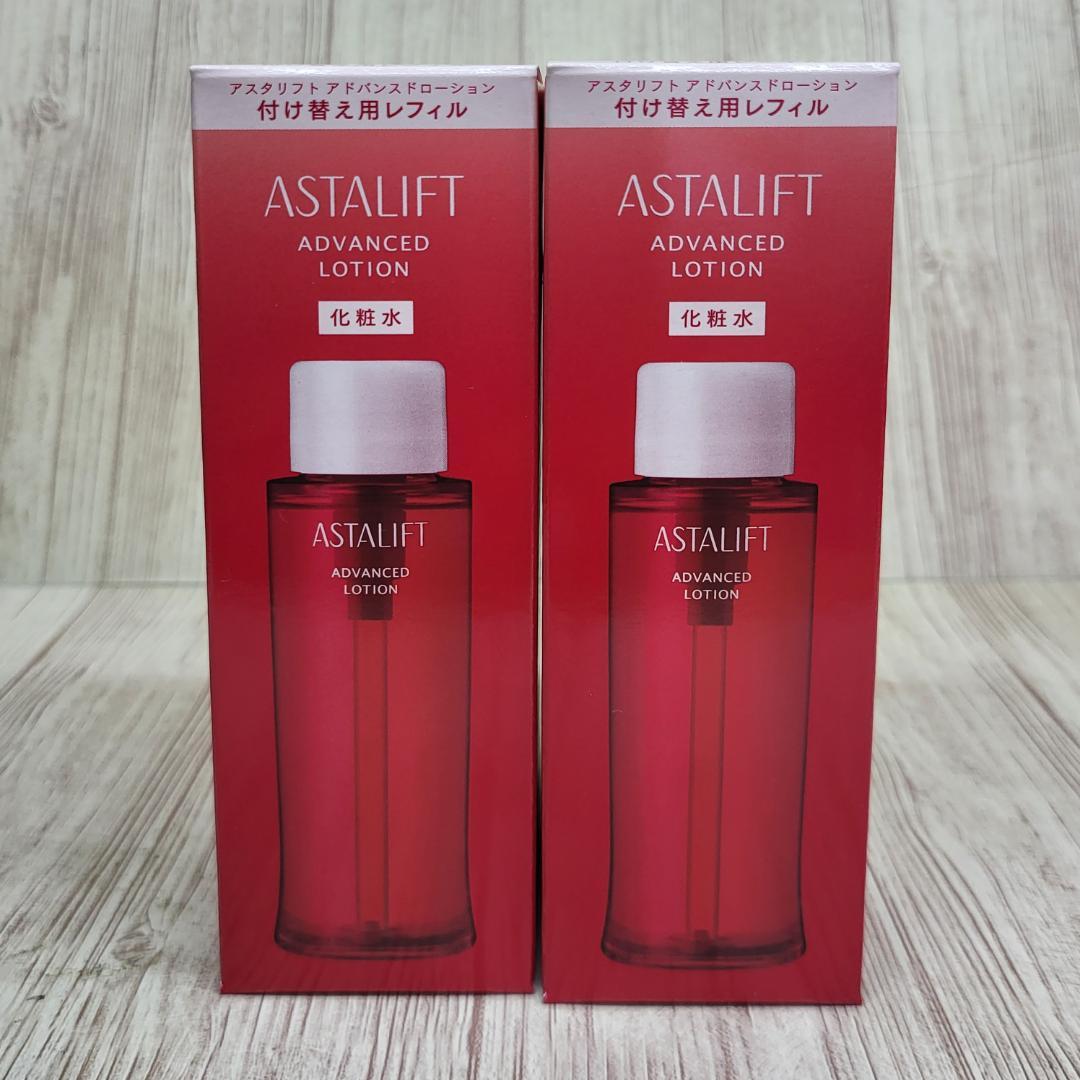 アスタリフト アドバンスドローション
付け替え用レフィル
ASTALIFT
ADVANCED
LOTION
化粧水
ASTALIFT
ADVANCED
LOTION
アスタリフト アドバンスドローション
付け替え用レフィル
ASTALIFT
ADVANCED
LOTION
化粧水
ASTALIFT
ADVANCED
LOTION